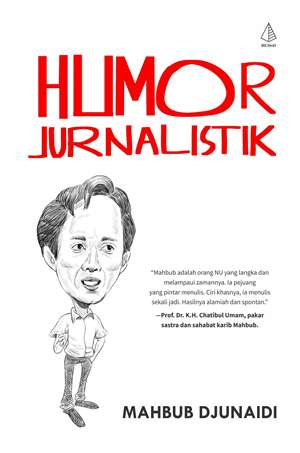 HUMOR
JURNALISTIK
"Mahbub adalah orang NU yang langka dan
melampaui zamannya. Ia pejuang
yang pintar menulis. Ciri khasnya, ia menulis
sekali jadi. Hasilnya alamiah dan spontan."
—Prof. Dr. K.H. Chatibul Umam, pakar
sastra dan sahabat karib Mahbub.
MAHBUB DJUNAIDI